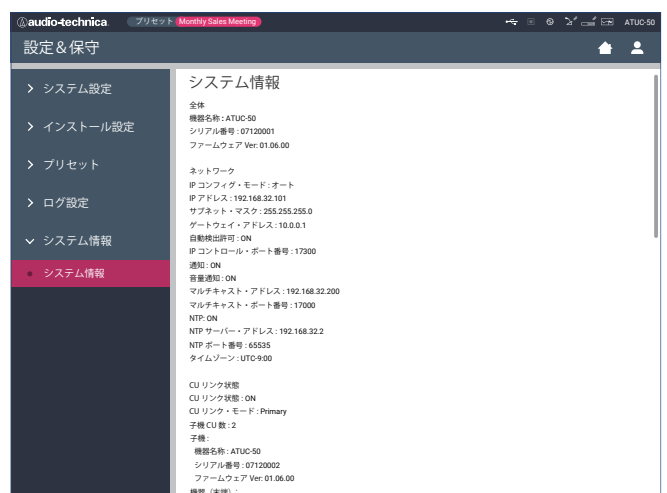 audio-technica プリセット Monthly Sales Meeting ATUC-50
設定＆保守
システム設定
インストール設定
プリセット
ログ設定
システム情報
システム情報
システム情報
全体
機器名称 : ATUC-50
シリアル番号 : 07120001
ファームウェア Ver: 01.06.00
ネットワーク
IP コンフィグ・モード : オート
IP アドレス : 192.168.32.101
サブネット・マスク : 255.255.255.0
ゲートウェイ・アドレス : 10.0.0.1
自動検出許可 : ON
IP コントロール・ポート番号 : 17300
通知 : ON
音量通知 : ON
マルチキャスト・アドレス : 192.168.32.200
マルチキャスト・ポート番号 : 17000
NTP: ON
NTP サーバー・アドレス : 192.168.32.2
NTP ポート番号 : 65535
タイムゾーン : UTC-9:00
CU リンク状態
CU リンク状態 : ON
CU リンク・モード : Primary
子機 CU 数 : 2
子機 :
機器名称 : ATUC-50
シリアル番号 : 07120002
ファームウェア Ver: 01.06.00
機器（末端）: